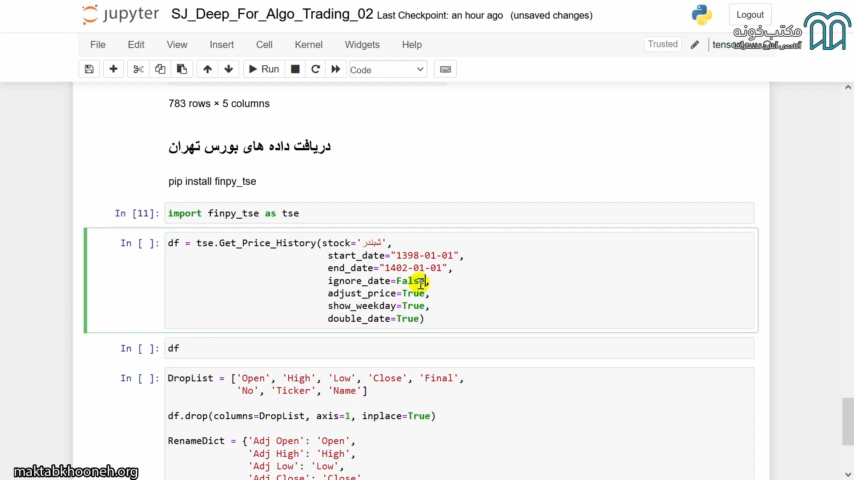 jupyter SJ_Deep_For_Algo_Trading_02 Last Checkpoint: an hour ago (unsaved changes)
Logout
مکتب‌خونه
File Edit View Insert Cell Kernel Widgets Help
Trusted
Run
Code
783 rows × 5 columns
دریافت داده های بورس تهران
pip install finpy_tse
In [11]: import finpy_tse as tse
In [ ]: df = tse.Get_Price_History(stock='شبندر',
start_date="1398-01-01",
end_date="1402-01-01",
ignore_date=False,
adjust_price=True,
show_weekday=True,
double_date=True)
In [ ]: df
In [ ]: DropList = ['Open', 'High', 'Low', 'Close', 'Final',
'No', 'Ticker', 'Name']
df.drop(columns=DropList, axis=1, inplace=True)
RenameDict = {'Adj Open': 'Open',
'Adj High': 'High',
'Adj Low': 'Low',
'Adj Close': 'Close',
maktabkhooneh.org